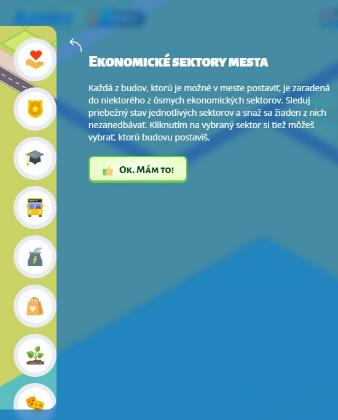 Ekonomické sektory mesta
Každá z budov, ktorú je možné v meste postaviť, je zaradená
do niektorého z ôsmych ekonomických sektorov. Sleduj
priebežný stav jednotlivých sektorov a snaž sa žiaden z nich
nezanedbávať. Kliknutím na vybraný sektor si tiež môžeš
vybrať, ktorú budovu postavíš.
Ok. Mám to!